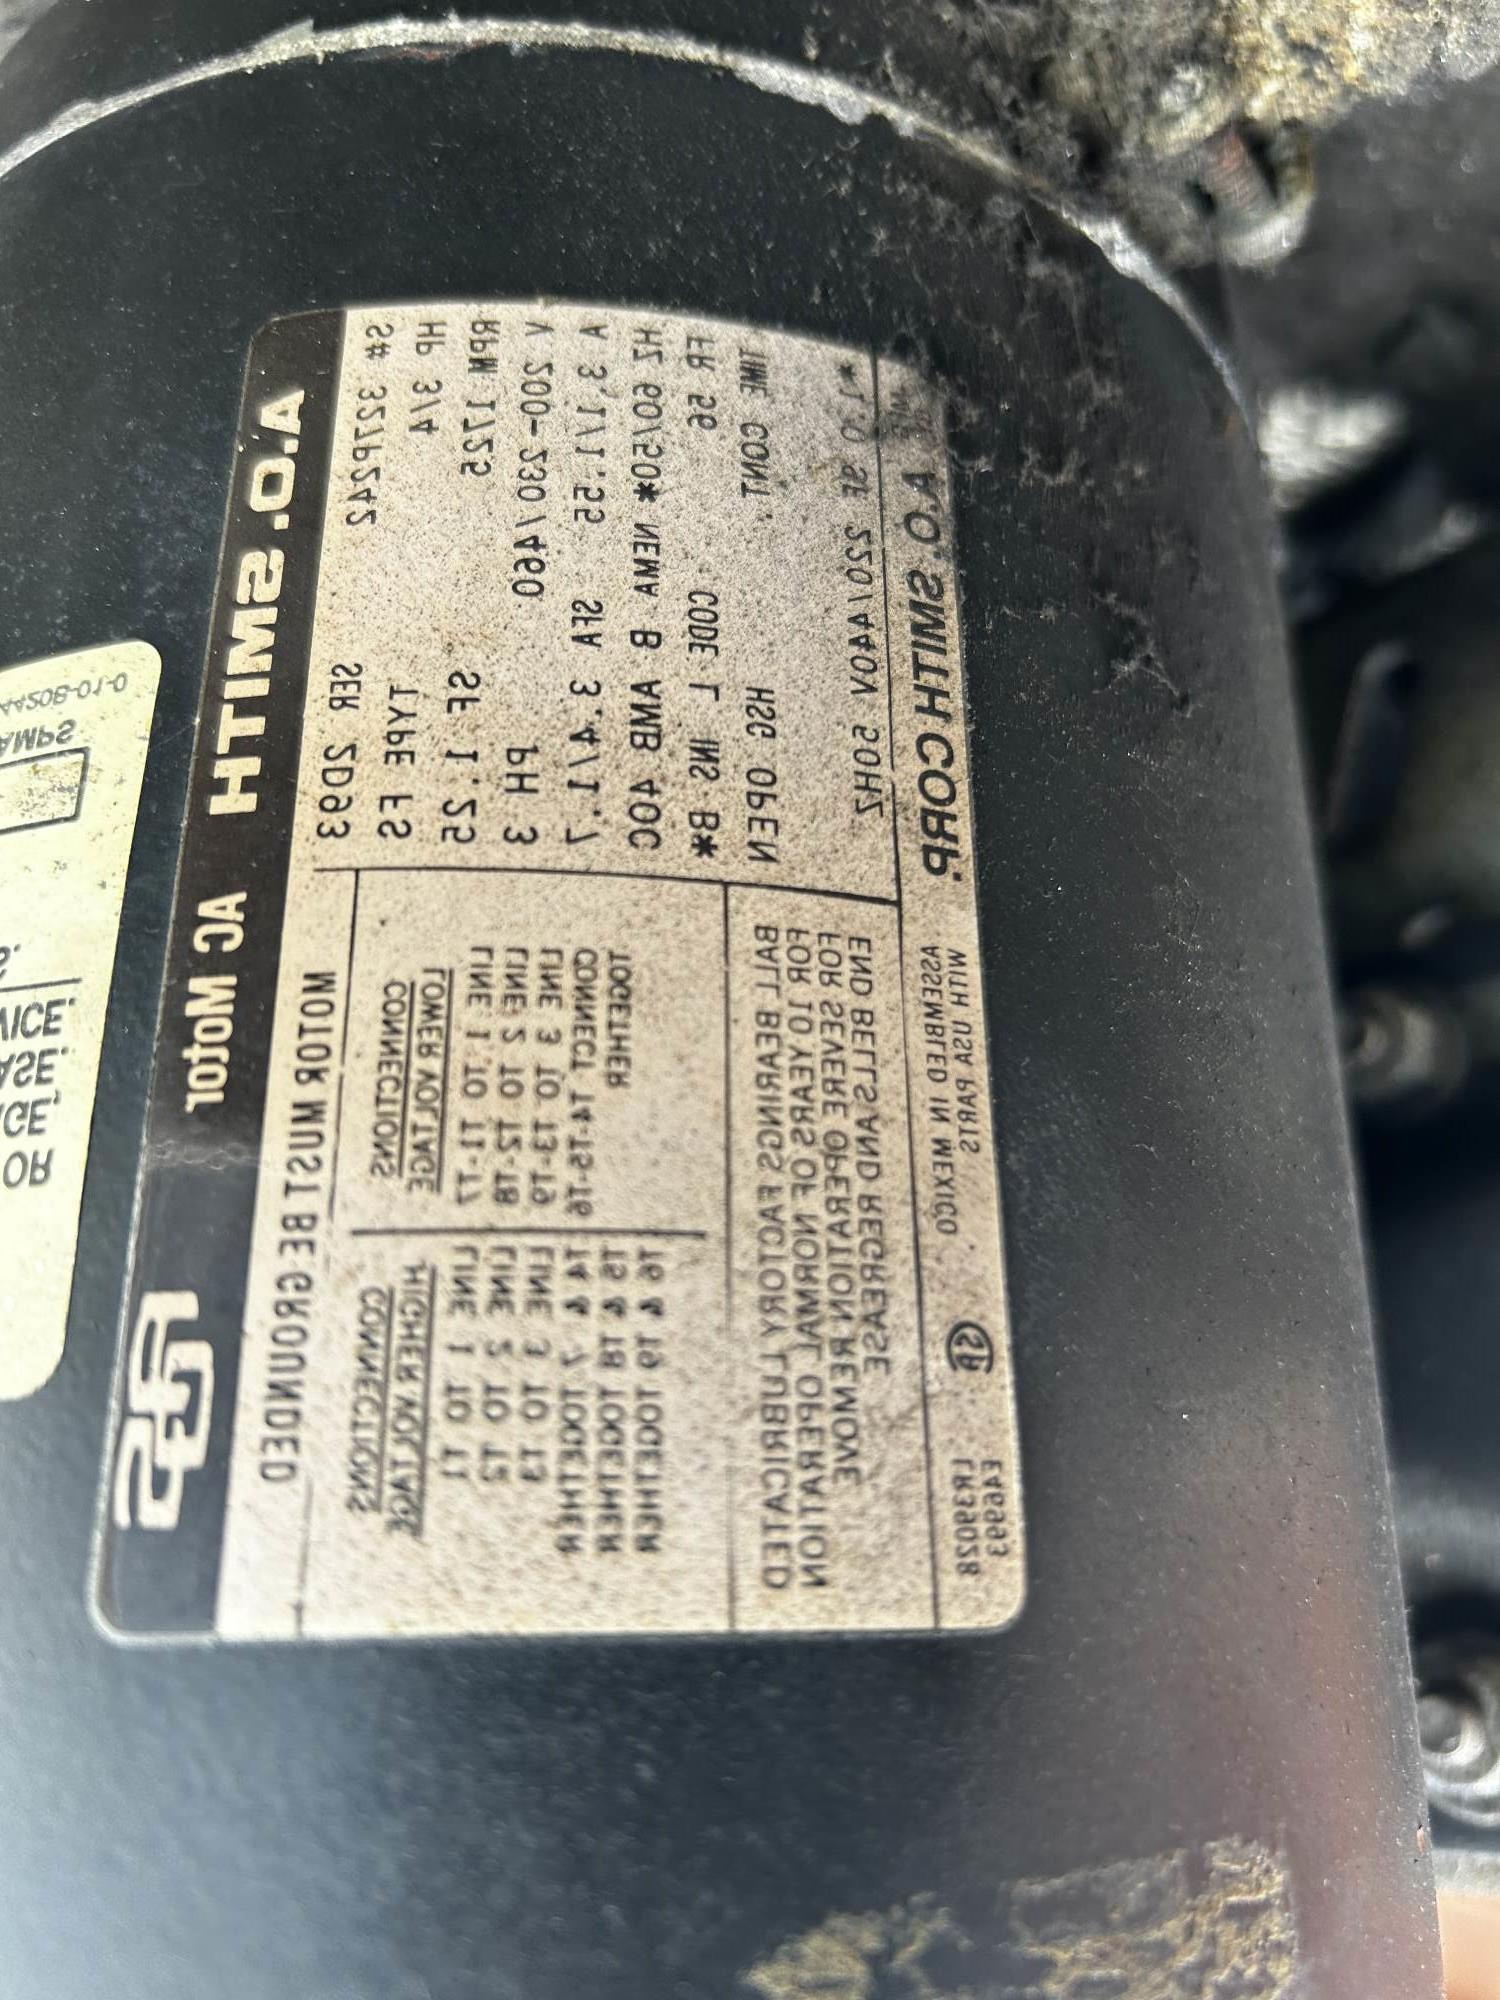 A.O. SMITH AC Motor
S# 327P242 SER 2D93
HP 3/4 TYPE FS
RPM 1725 SF 1.25
V 200-230/460 PH 3
A 3.1/1.55 SFA 3.4/1.7
HZ 60/50* NEMA B AMB 40C
FR 56 CODE L INS B*
TIME CONT. HSG OPEN
*1.0 SF 220/440V 50HZ
MOTOR MUST BE GROUNDED
LOWER VOLTAGE
CONNECTIONS
LINE 1 TO T1-T7
LINE 2 TO T2-T8
LINE 3 TO T3-T9
CONNECT T4-T5-T6
TOGETHER
HIGHER VOLTAGE
CONNECTIONS
LINE 1 TO T1
LINE 2 TO T2
LINE 3 TO T3
T4 & T7 TOGETHER
T5 & T8 TOGETHER
T6 & T9 TOGETHER
BALL BEARINGS FACTORY LUBRICATED
FOR 10 YEARS OF NORMAL OPERATION
FOR SEVERE OPERATION REMOVE
END BELLS AND REGREASE
A.O. SMITH CORP.
ASSEMBLED IN MEXICO
WITH USA PARTS
LR39028
E46993
OR
GE,
ASE.
VICE.
S.